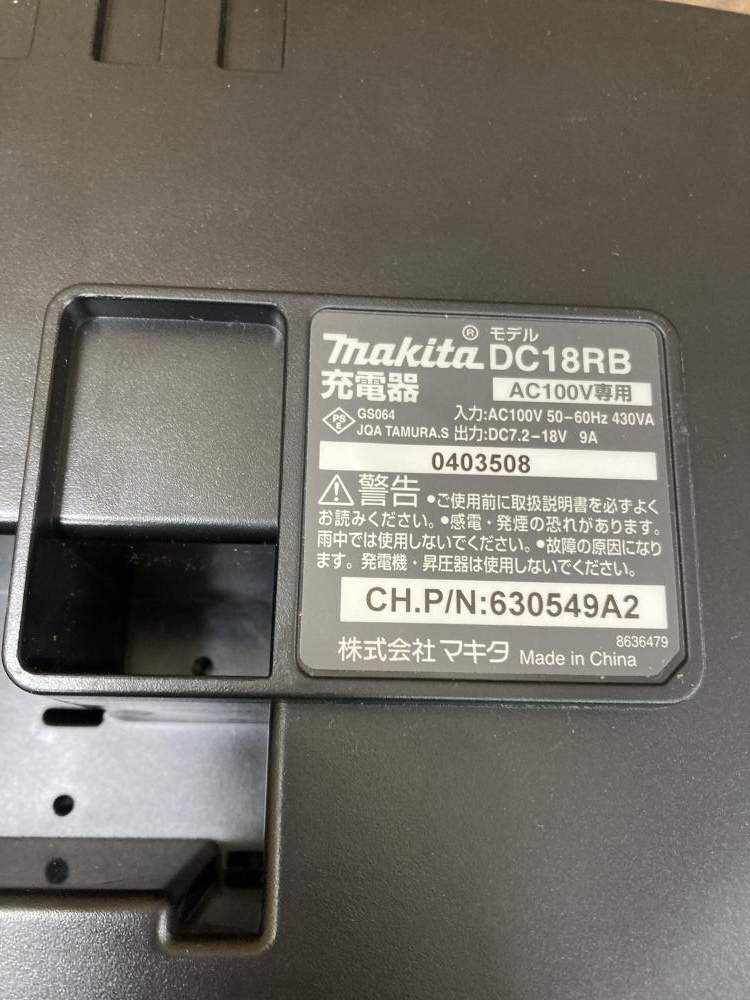 makita® モデル DC18RB
充電器 AC100V専用
PSE GS064 入力:AC100V 50-60Hz 430VA
JQA TAMURA.S 出力:DC7.2-18V 9A
0403508
警告 •ご使用前に取扱説明書を必ずよく
お読みください。•感電・発煙の恐れがあります。
雨中では使用しないでください。•故障の原因になり
ます。発電機・昇圧器は使用しないでください。
CH.P/N:630549A2
8636479
株式会社マキタ Made in China